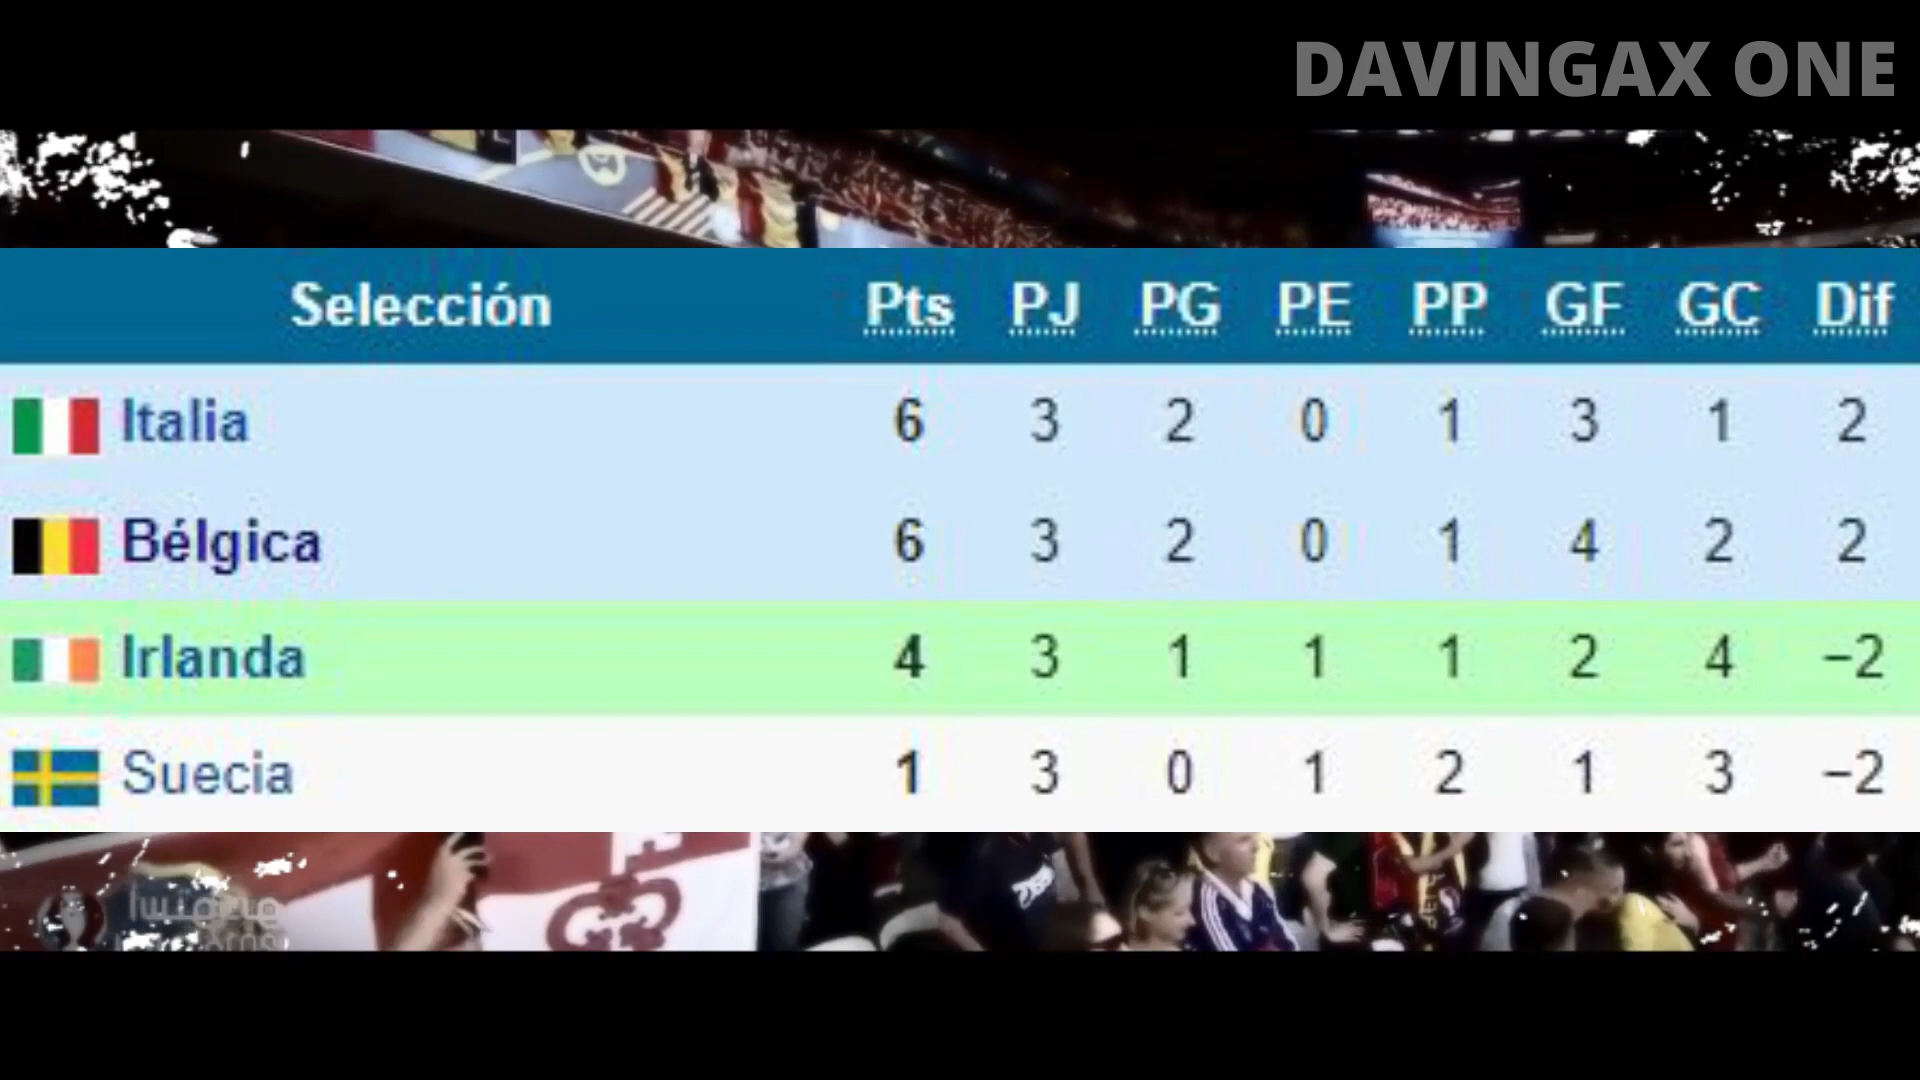 DAVINGAX ONE
Selección Pts PJ PG PE PP GF GC Dif
Italia 6 3 2 0 1 3 1 2
Bélgica 6 3 2 0 1 4 2 2
Irlanda 4 3 1 1 1 2 4 −2
Suecia 1 3 0 1 2 1 3 −2